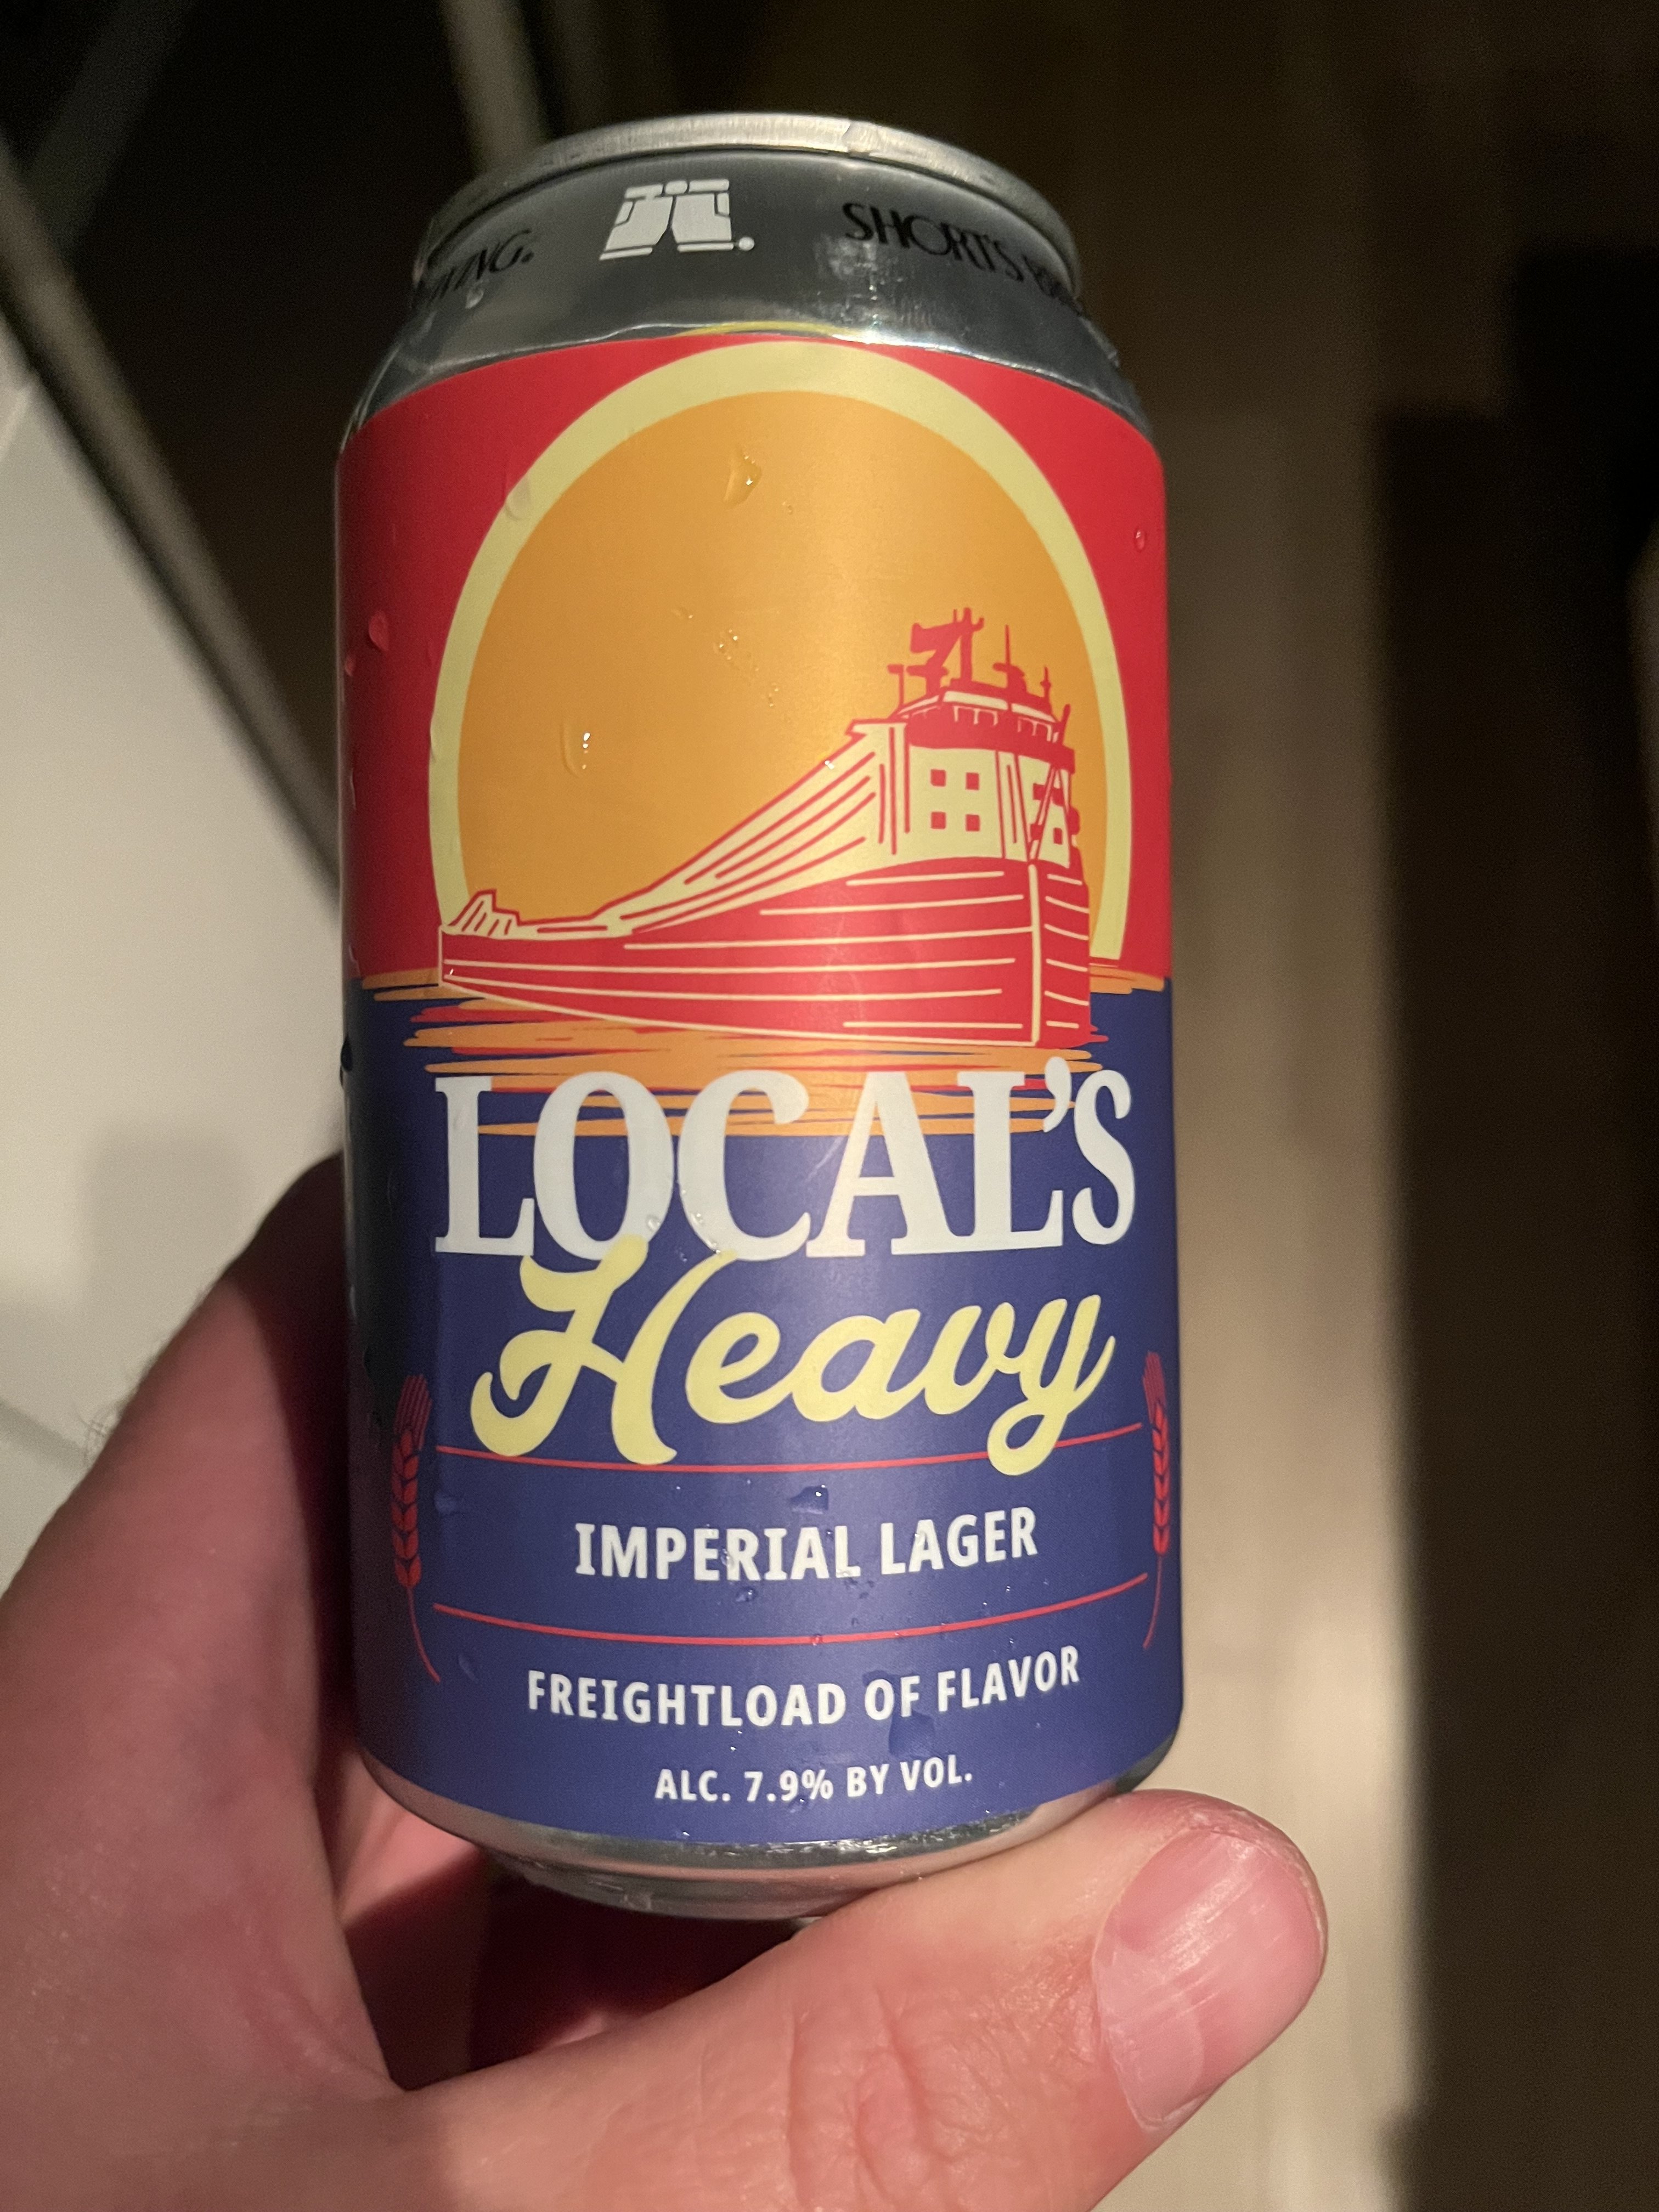 SHORT'S
LOCAL'S
Heavy
IMPERIAL LAGER
FREIGHTLOAD OF FLAVOR
ALC. 7.9% BY VOL.